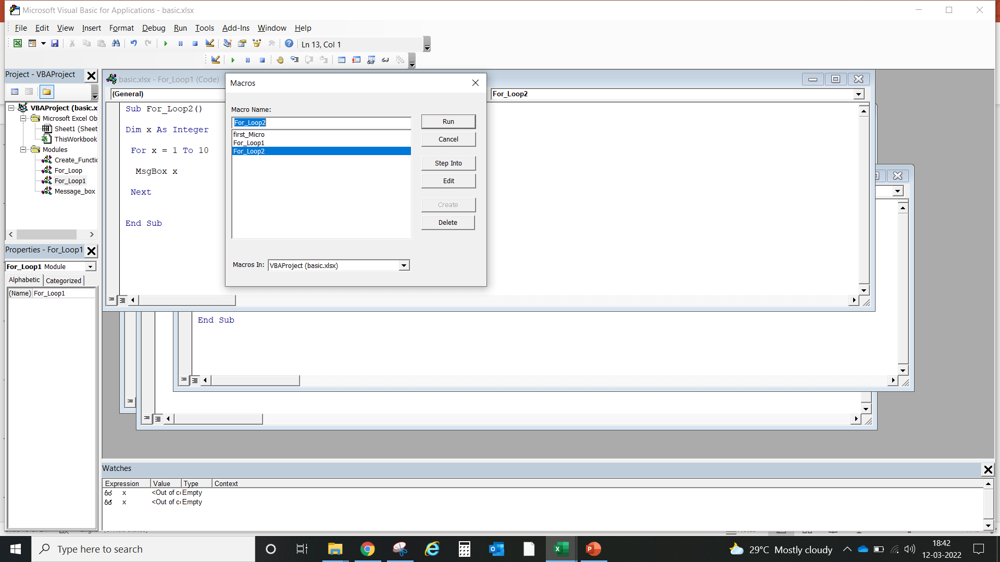 Microsoft Visual Basic for Applications - basic.xlsx
File Edit View Insert Format Debug Run Tools Add-Ins Window Help
Ln 13, Col 1
Project - VBAProject
VBAProject (basic.x
Microsoft Excel Ob
Sheet1 (Sheet
ThisWorkbook
Modules
Create_Functi
For_Loop
For_Loop1
Message_box
Properties - For_Loop1
For_Loop1 Module
Alphabetic Categorized
(Name) For_Loop1
basic.xlsx - For_Loop1 (Code)
(General)
For_Loop2
Sub For_Loop2()
Dim x As Integer
For x = 1 To 10
MsgBox x
Next
End Sub
Macros
Macro Name:
For_Loop2
first_Micro
For_Loop1
For_Loop2
Run
Cancel
Step Into
Edit
Create
Delete
Macros In: VBAProject (basic.xlsx)
End Sub
Watches
Expression Value Type Context
x <Out of c Empty
x <Out of c Empty
Type here to search
29°C Mostly cloudy
18:42
12-03-2022